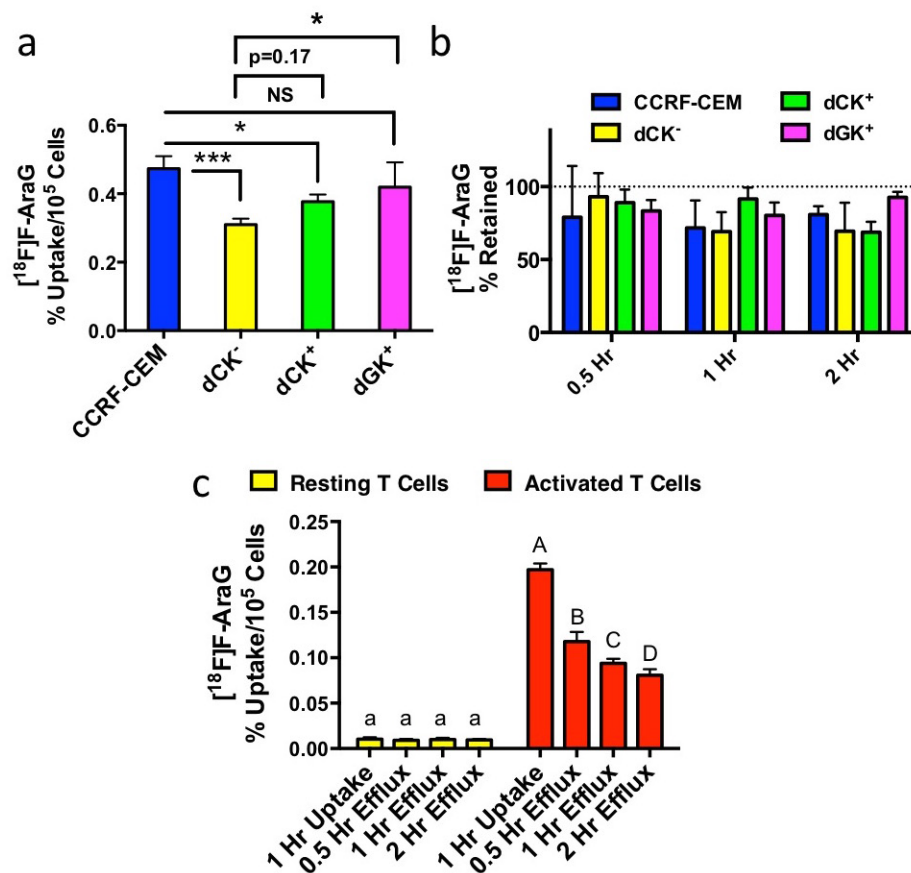 a
*
p=0.17
NS
*
***
[¹⁸F]F-AraG
% Uptake/10⁵ Cells
0.6
0.4
0.2
0.0
CCRF-CEM
dCK⁻
dCK⁺
dGK⁺
b
CCRF-CEM
dCK⁺
dCK⁻
dGK⁺
[¹⁸F]F-AraG
% Retained
100
50
0
0.5 Hr
1 Hr
2 Hr
c
Resting T Cells
Activated T Cells
[¹⁸F]F-AraG
% Uptake/10⁵ Cells
0.25
0.20
0.15
0.10
0.05
0.00
a a a a
A
B
C
D
1 Hr Uptake
0.5 Hr Efflux
1 Hr Efflux
2 Hr Efflux
1 Hr Uptake
0.5 Hr Efflux
1 Hr Efflux
2 Hr Efflux